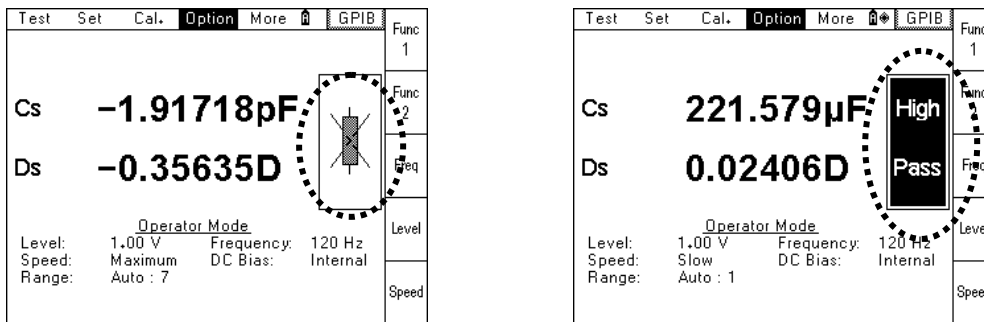 Test Set Cal. Option More A GPIB
Func
1
Func
2
Cs -1.91718pF
Freq
Ds -0.35635D
Level
Operator Mode
Level: 1.00 V Frequency: 120 Hz
Speed: Maximum DC Bias: Internal
Range: Auto : 7
Speed
Test Set Cal. Option More A GPIB
Func
1
Cs 221.579µF High
Ds 0.02406D Pass
Operator Mode
Level: 1.00 V Frequency: 120 Hz
Speed: Slow DC Bias: Internal
Range: Auto : 1